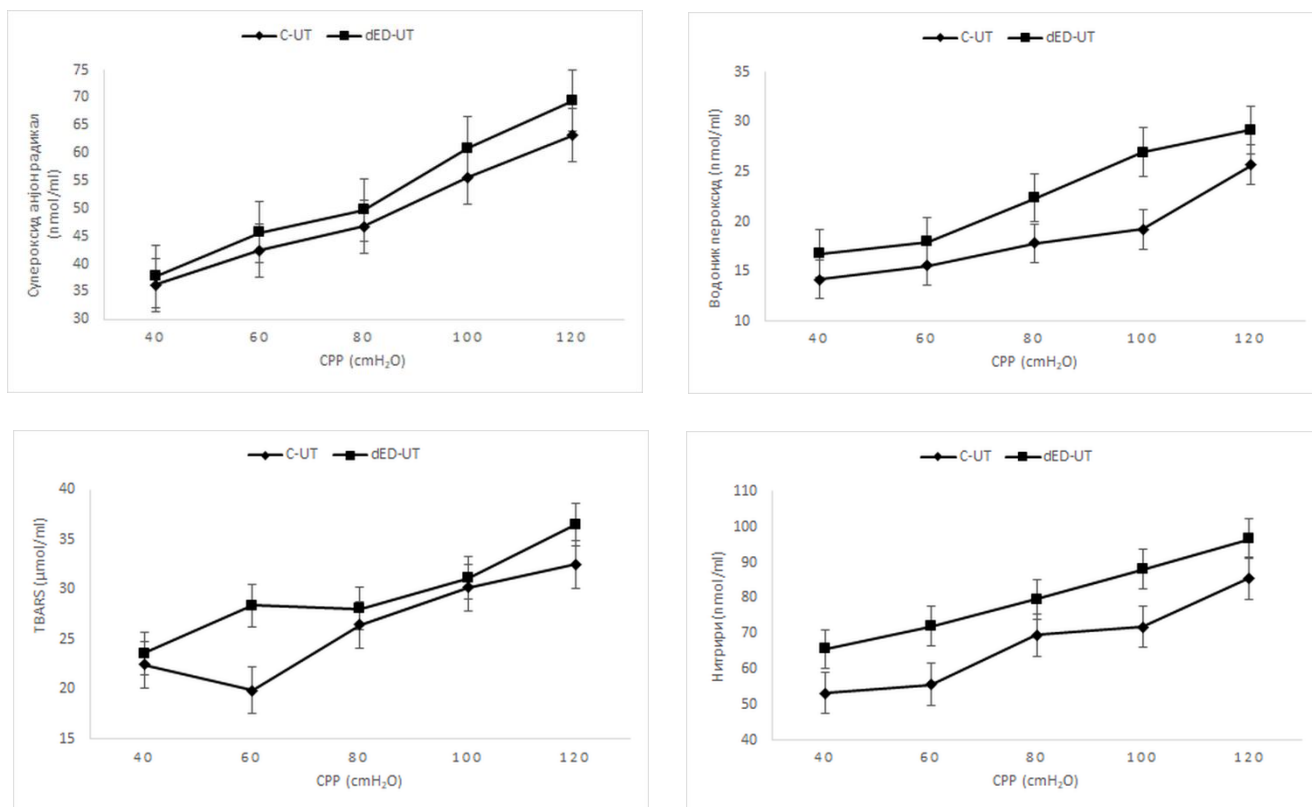 C-UT dED-UT
Супероксид анјон радикал
(nmol/ml)
75
70
65
60
55
50
45
40
35
30
40 60 80 100 120
CPP (cmH₂O)
C-UT dED-UT
Водоник пероксид (nmol/ml)
35
30
25
20
15
10
40 60 80 100 120
CPP (cmH₂O)
C-UT dED-UT
TBARS (µmol/ml)
40
35
30
25
20
15
40 60 80 100 120
CPP (cmH₂O)
C-UT dED-UT
Нитрири (nmol/ml)
110
100
90
80
70
60
50
40
40 60 80 100 120
CPP (cmH₂O)